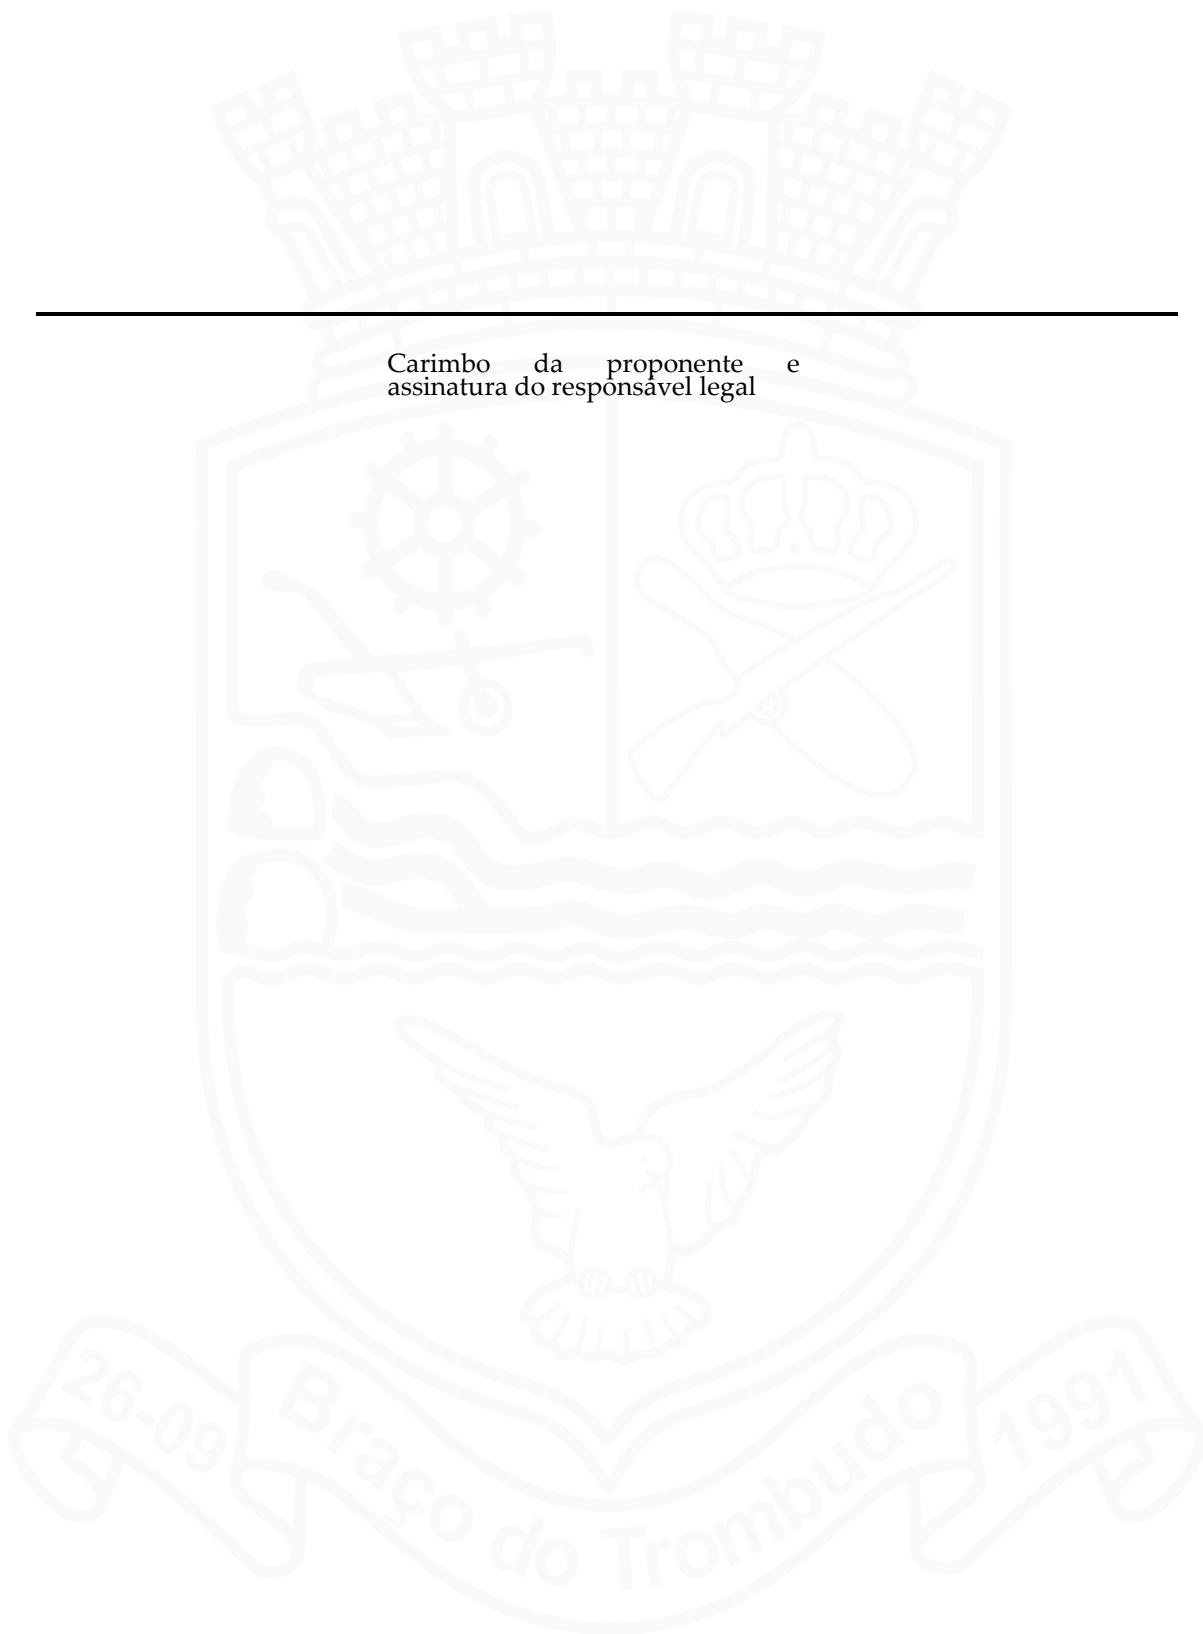 Carimbo da proponente e
assinatura do responsável legal
26-09 Braço do Trombudo 1991